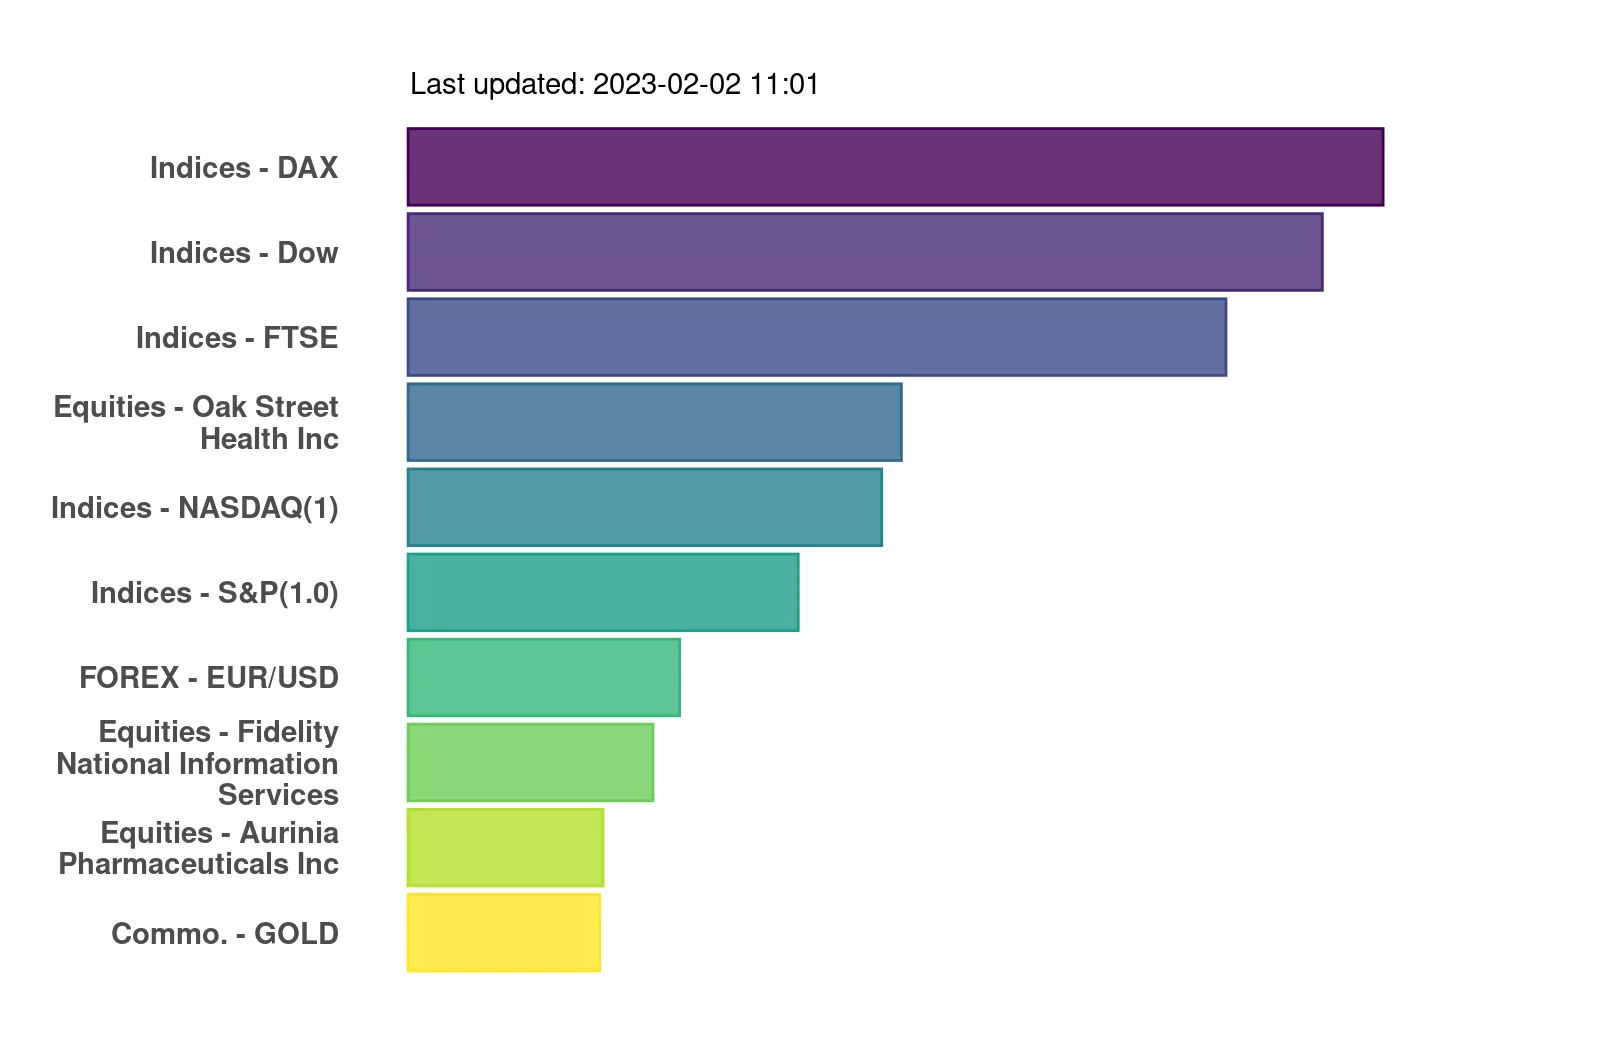 Last updated: 2023-02-02 11:01
Indices - DAX
Indices - Dow
Indices - FTSE
Equities - Oak Street
Health Inc
Indices - NASDAQ(1)
Indices - S&P(1.0)
FOREX - EUR/USD
Equities - Fidelity
National Information
Services
Equities - Aurinia
Pharmaceuticals Inc
Commo. - GOLD